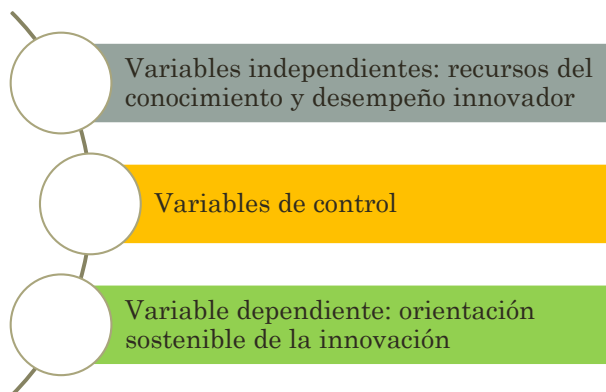 Variables independientes: recursos del
conocimiento y desempeño innovador
Variables de control
Variable dependiente: orientación
sostenible de la innovación